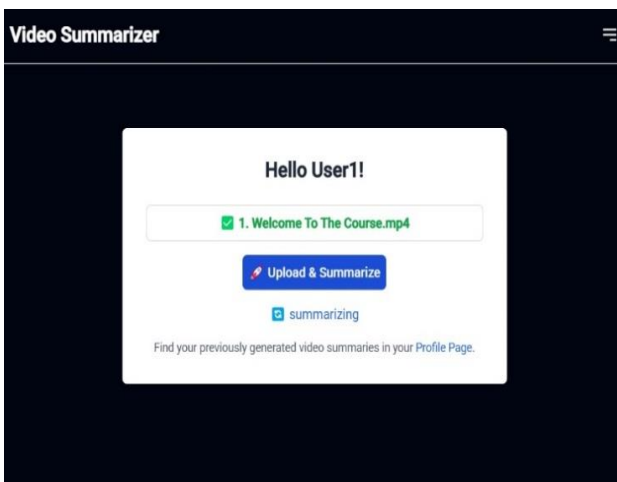 Video Summarizer
Hello User1!
✅ 1. Welcome To The Course.mp4
🚀 Upload & Summarize
🔄 summarizing
Find your previously generated video summaries in your Profile Page.